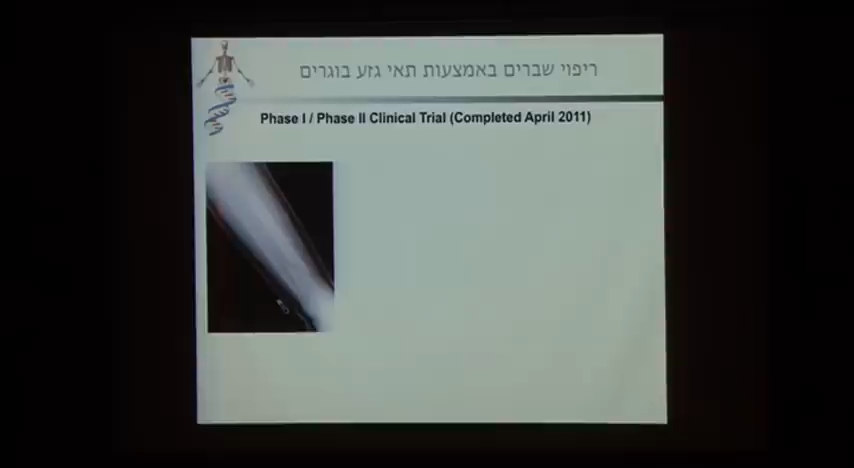 ריפוי שברים באמצעות תאי גזע בוגרים
Phase I / Phase II Clinical Trial (Completed April 2011)